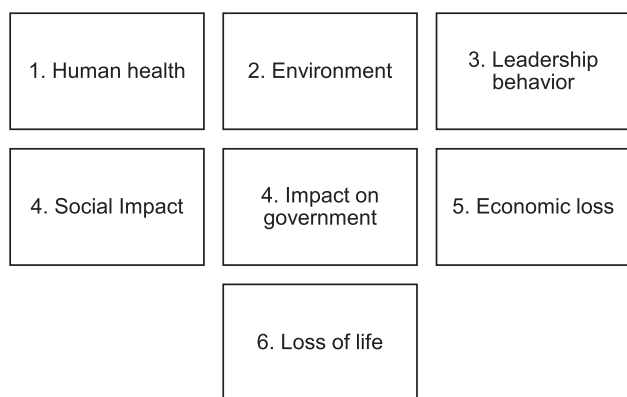 1. Human health
2. Environment
3. Leadership
behavior
4. Social Impact
4. Impact on
government
5. Economic loss
6. Loss of life